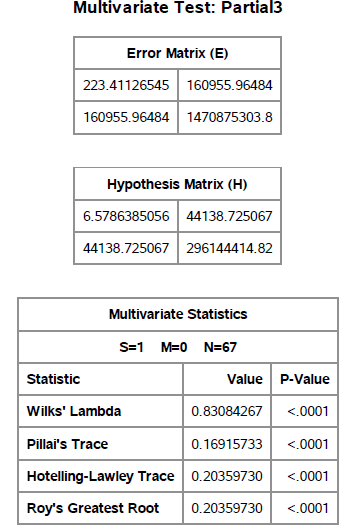 Multivariate Test: Partial3
Error Matrix (E)
223.41126545 160955.96484
160955.96484 1470875303.8
Hypothesis Matrix (H)
6.5786385056 44138.725067
44138.725067 296144414.82
Multivariate Statistics
S=1 M=0 N=67
Statistic Value P-Value
Wilks' Lambda 0.83084267 <.0001
Pillai's Trace 0.16915733 <.0001
Hotelling-Lawley Trace 0.20359730 <.0001
Roy's Greatest Root 0.20359730 <.0001